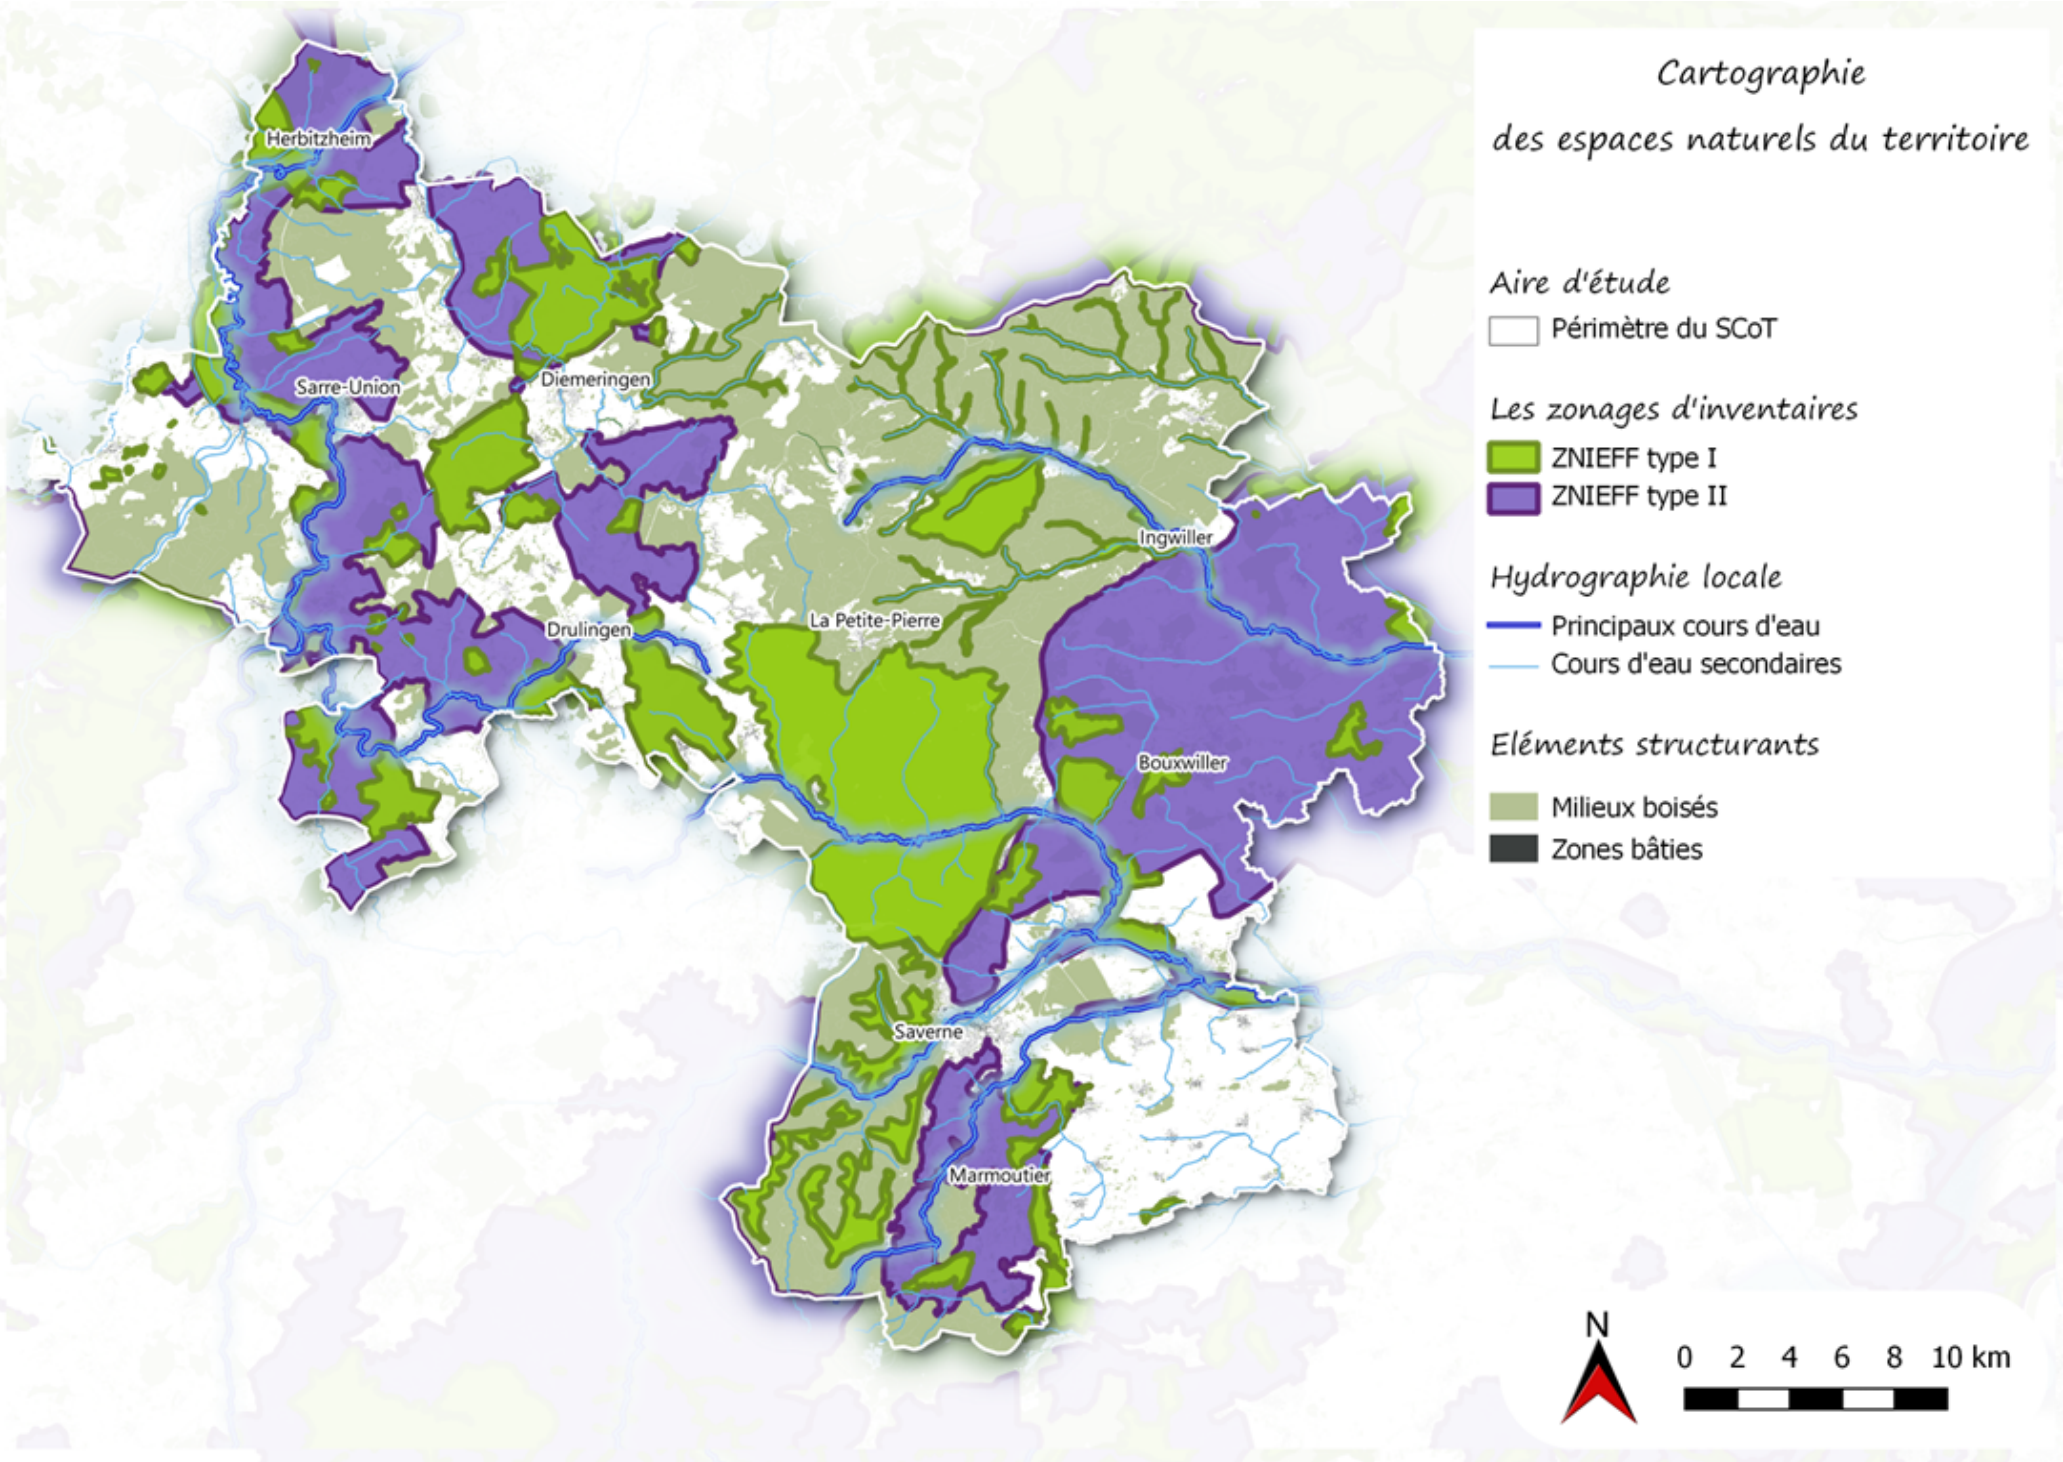 Cartographie
des espaces naturels du territoire
Aire d'étude
Périmètre du SCoT
Les zonages d'inventaires
ZNIEFF type I
ZNIEFF type II
Hydrographie locale
Principaux cours d'eau
Cours d'eau secondaires
Eléments structurants
Milieux boisés
Zones bâties
Herbitzheim
Sarre-Union
Diemeringen
Ingwiller
La Petite-Pierre
Drulingen
Bouxwiller
Saverne
Marmoutier
N
0 2 4 6 8 10 km